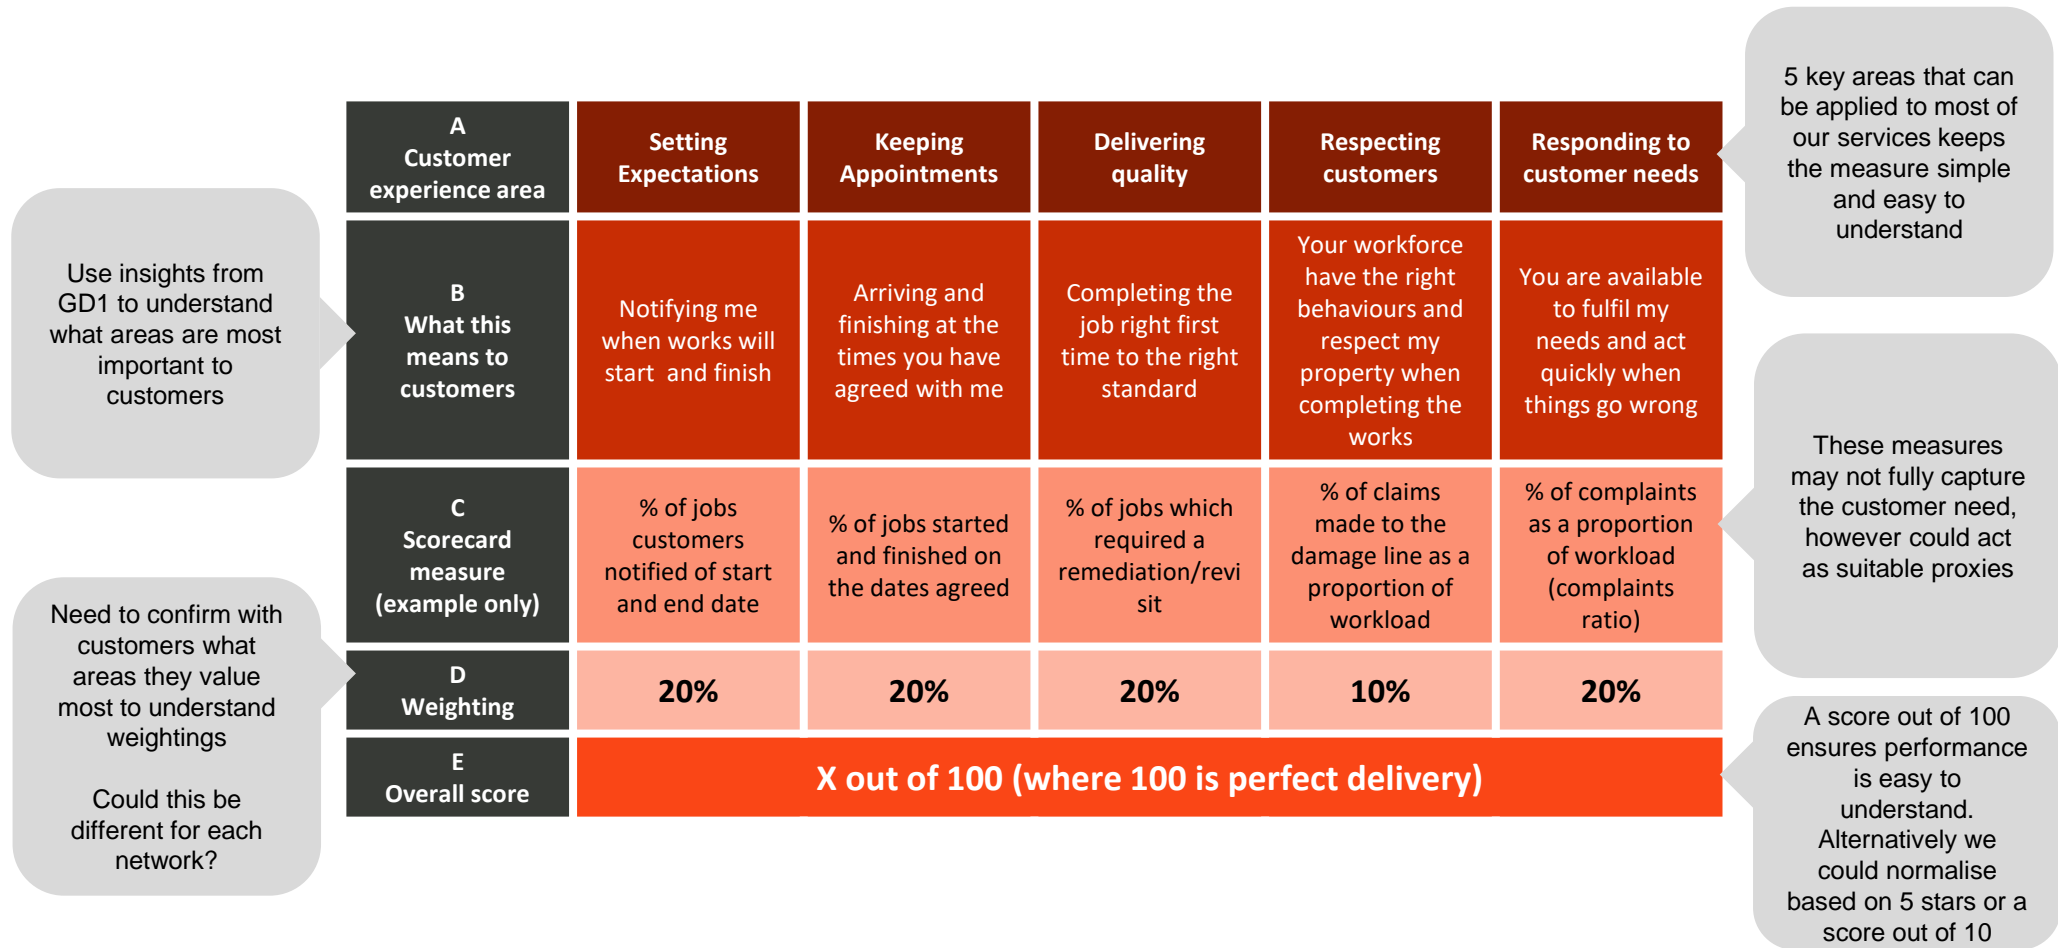 A
Customer
experience area
Setting
Expectations
Keeping
Appointments
Delivering
quality
Respecting
customers
Responding to
customer needs
B
What this
means to
customers
Notifying me
when works will
start  and finish
Arriving and
finishing at the
times you have
agreed with me
Completing the
job right first
time to the right
standard
Your workforce
have the right
behaviours and
respect my
property when
completing the
works
You are available
to fulfil my
needs and act
quickly when
things go wrong
C
Scorecard
measure
(example only)
% of jobs
customers
notified of start
and end date
% of jobs started
and finished on
the dates agreed
% of jobs which
required a
remediation/revi
sit
% of claims
made to the
damage line as a
proportion of
workload
% of complaints
as a proportion
of workload
(complaints
ratio)
D
Weighting
20%
20%
20%
10%
20%
E
Overall score
X out of 100 (where 100 is perfect delivery)
Use insights from
GD1 to understand
what areas are most
important to
customers
Need to confirm with
customers what
areas they value
most to understand
weightings
Could this be
different for each
network?
5 key areas that can
be applied to most of
our services keeps
the measure simple
and easy to
understand
These measures
may not fully capture
the customer need,
however could act
as suitable proxies
A score out of 100
ensures performance
is easy to
understand.
Alternatively we
could normalise
based on 5 stars or a
score out of 10